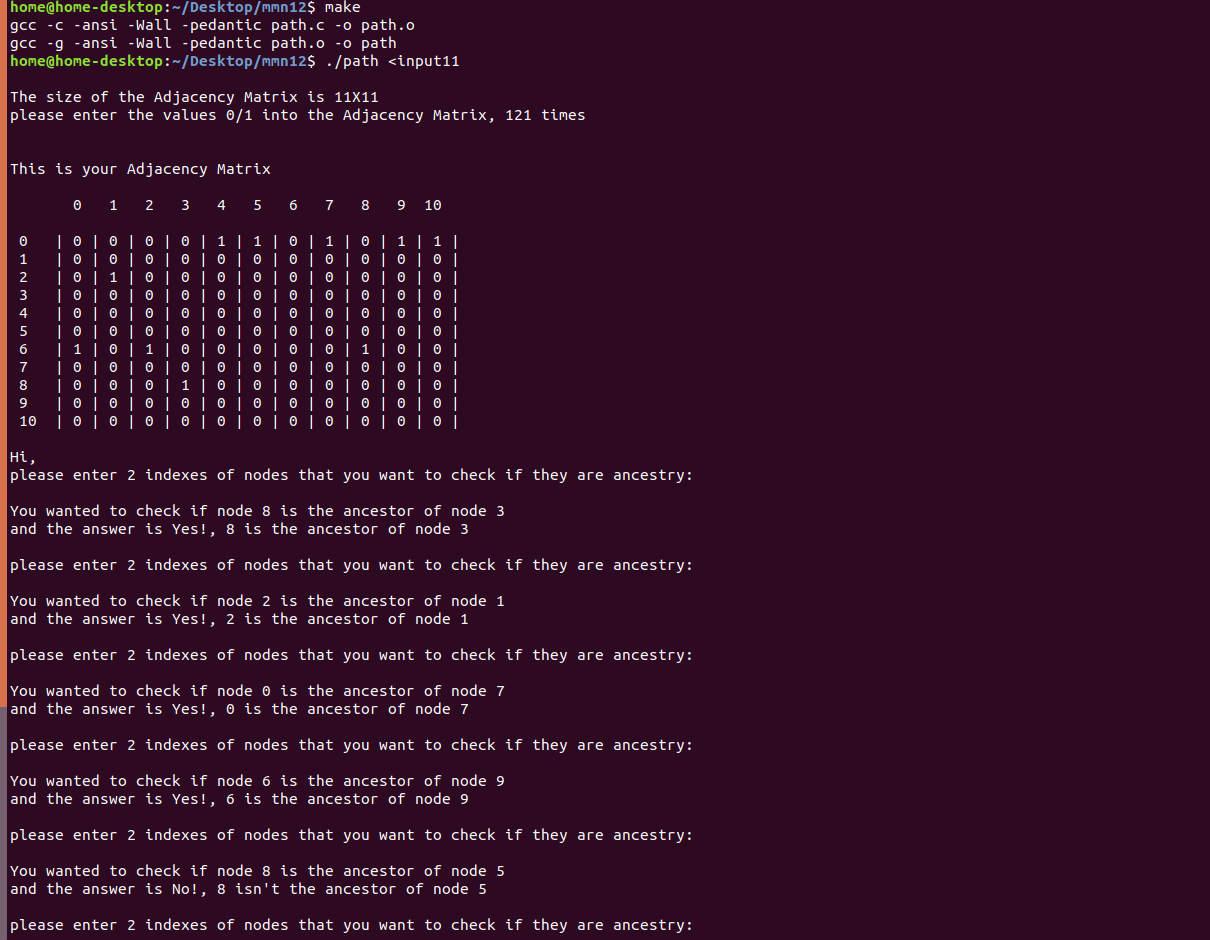 home@home-desktop:~/Desktop/mmn12$ make
gcc -c -ansi -Wall -pedantic path.c -o path.o
gcc -g -ansi -Wall -pedantic path.o -o path
home@home-desktop:~/Desktop/mmn12$ ./path <input11
The size of the Adjacency Matrix is 11X11
please enter the values 0/1 into the Adjacency Matrix, 121 times
This is your Adjacency Matrix
0 1 2 3 4 5 6 7 8 9 10
0 | 0 | 0 | 0 | 0 | 1 | 1 | 0 | 1 | 0 | 1 | 1 |
1 | 0 | 0 | 0 | 0 | 0 | 0 | 0 | 0 | 0 | 0 | 0 |
2 | 0 | 1 | 0 | 0 | 0 | 0 | 0 | 0 | 0 | 0 | 0 |
3 | 0 | 0 | 0 | 0 | 0 | 0 | 0 | 0 | 0 | 0 | 0 |
4 | 0 | 0 | 0 | 0 | 0 | 0 | 0 | 0 | 0 | 0 | 0 |
5 | 0 | 0 | 0 | 0 | 0 | 0 | 0 | 0 | 0 | 0 | 0 |
6 | 1 | 0 | 1 | 0 | 0 | 0 | 0 | 0 | 1 | 0 | 0 |
7 | 0 | 0 | 0 | 0 | 0 | 0 | 0 | 0 | 0 | 0 | 0 |
8 | 0 | 0 | 0 | 1 | 0 | 0 | 0 | 0 | 0 | 0 | 0 |
9 | 0 | 0 | 0 | 0 | 0 | 0 | 0 | 0 | 0 | 0 | 0 |
10 | 0 | 0 | 0 | 0 | 0 | 0 | 0 | 0 | 0 | 0 | 0 |
Hi,
please enter 2 indexes of nodes that you want to check if they are ancestry:
You wanted to check if node 8 is the ancestor of node 3
and the answer is Yes!, 8 is the ancestor of node 3
please enter 2 indexes of nodes that you want to check if they are ancestry:
You wanted to check if node 2 is the ancestor of node 1
and the answer is Yes!, 2 is the ancestor of node 1
please enter 2 indexes of nodes that you want to check if they are ancestry:
You wanted to check if node 0 is the ancestor of node 7
and the answer is Yes!, 0 is the ancestor of node 7
please enter 2 indexes of nodes that you want to check if they are ancestry:
You wanted to check if node 6 is the ancestor of node 9
and the answer is Yes!, 6 is the ancestor of node 9
please enter 2 indexes of nodes that you want to check if they are ancestry:
You wanted to check if node 8 is the ancestor of node 5
and the answer is No!, 8 isn't the ancestor of node 5
please enter 2 indexes of nodes that you want to check if they are ancestry: